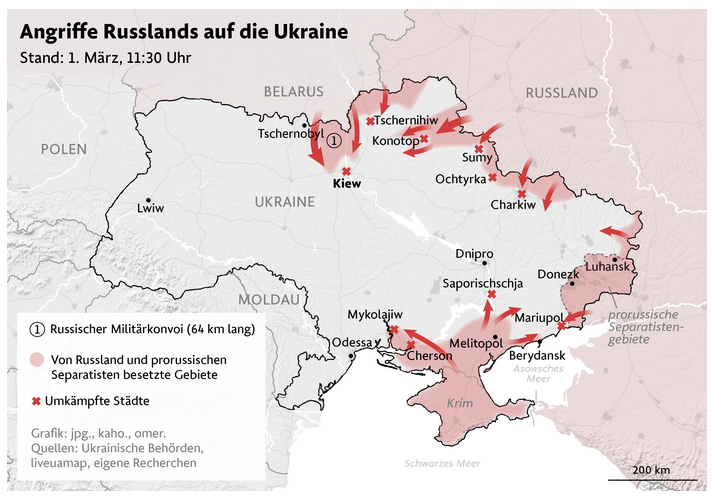 Angriffe Russlands auf die Ukraine
Stand: 1. März, 11:30 Uhr
BELARUS
RUSSLAND
Tschernobyl
1
Tschernihiw
Konotop
POLEN
Sumy
Kiew
Ochtyrka
UKRAINE
Charkiw
Lwiw
Dnipro
Luhansk
Donezk
Saporischschja
MOLDAU
Mykolajiw
Mariupol
prorussische
Separatisten-
gebiete
Odessa
Cherson
Melitopol
Berydansk
Asowsches
Meer
Krim
Schwarzes Meer
1 Russischer Militärkonvoi (64 km lang)
Von Russland und prorussischen
Separatisten besetzte Gebiete
Umkämpfte Städte
Grafik: jpg., kaho., omer.
Quellen: Ukrainische Behörden,
liveuamap, eigene Recherchen
200 km